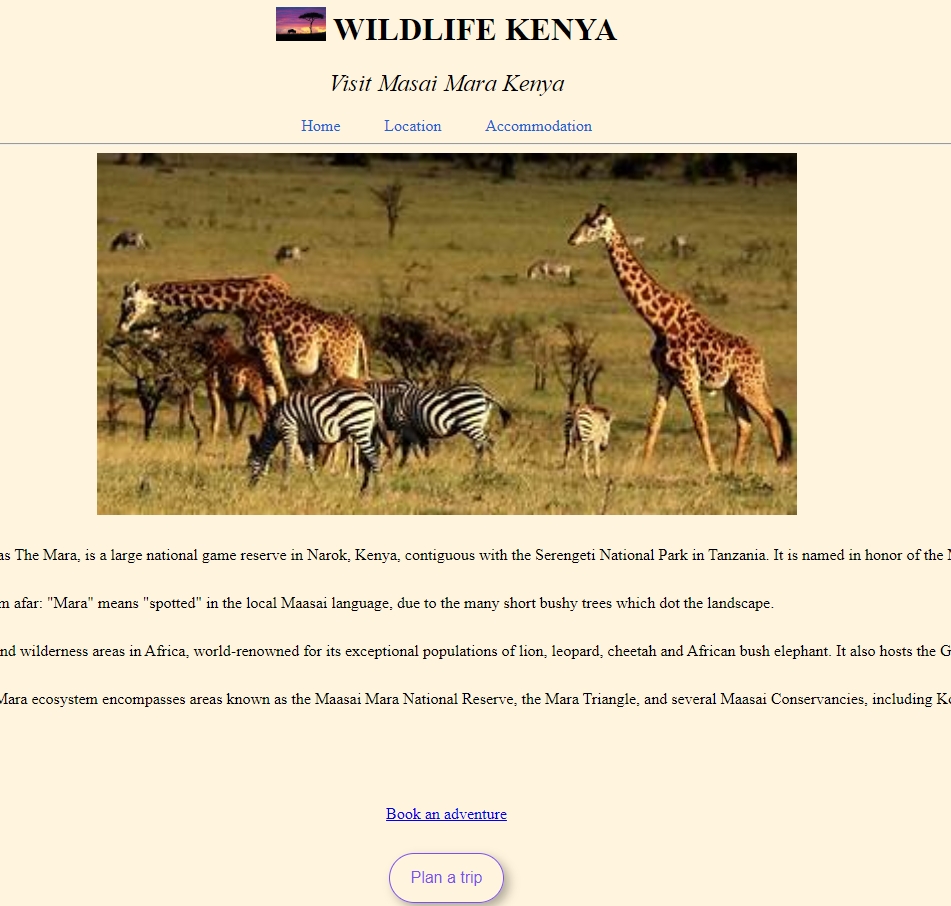 WILDLIFE KENYA
Visit Masai Mara Kenya
Home Location Accommodation
as The Mara, is a large national game reserve in Narok, Kenya, contiguous with the Serengeti National Park in Tanzania. It is named in honor of the
m afar: "Mara" means "spotted" in the local Maasai language, due to the many short bushy trees which dot the landscape.
nd wilderness areas in Africa, world-renowned for its exceptional populations of lion, leopard, cheetah and African bush elephant. It also hosts the G
Mara ecosystem encompasses areas known as the Maasai Mara National Reserve, the Mara Triangle, and several Maasai Conservancies, including Ko
Book an adventure
Plan a trip